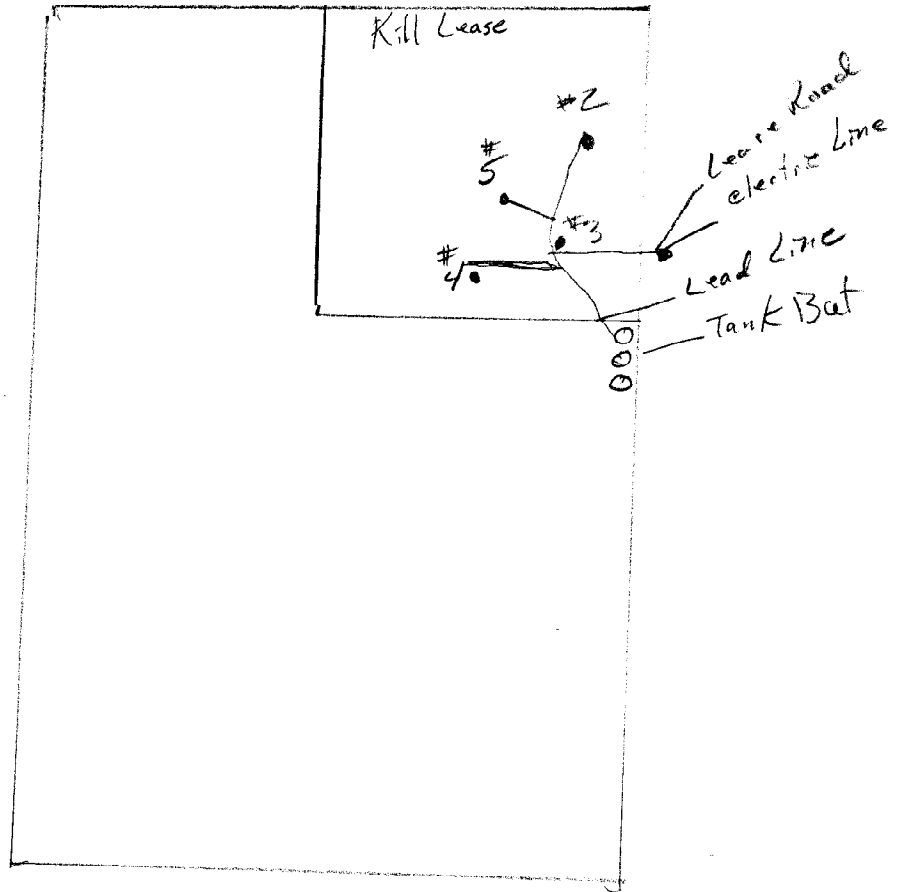 Kill Lease
#2
#5
#3
#4
Lease Road
electric Line
Lead Line
Tank Bat